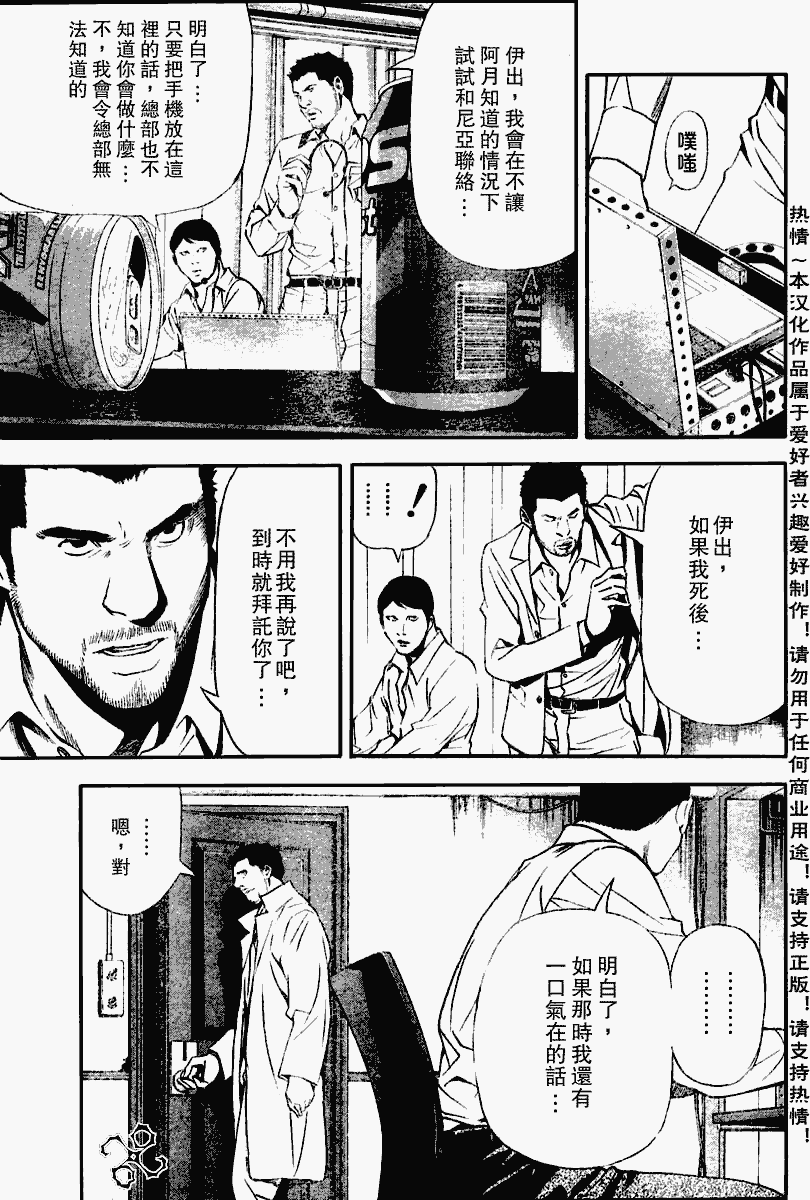 噗嗤
伊出，我會在不讓
阿月知道的情況下
試試和尼亞聯絡…
明白了…
只要把手機放在這
裡的話，總部也不
知道你會做什麼…
不，我會令總部無
法知道的
伊出，
如果我死後…
……！
不用我再說了吧，
到時就拜託你了…
……
明白了，
如果那時我還有
一口氣在的話…
……
嗯，對
热情～本汉化作品属于爱好者兴趣爱好制作！请勿用于任何商业用途！请支持正版！请支持热情！